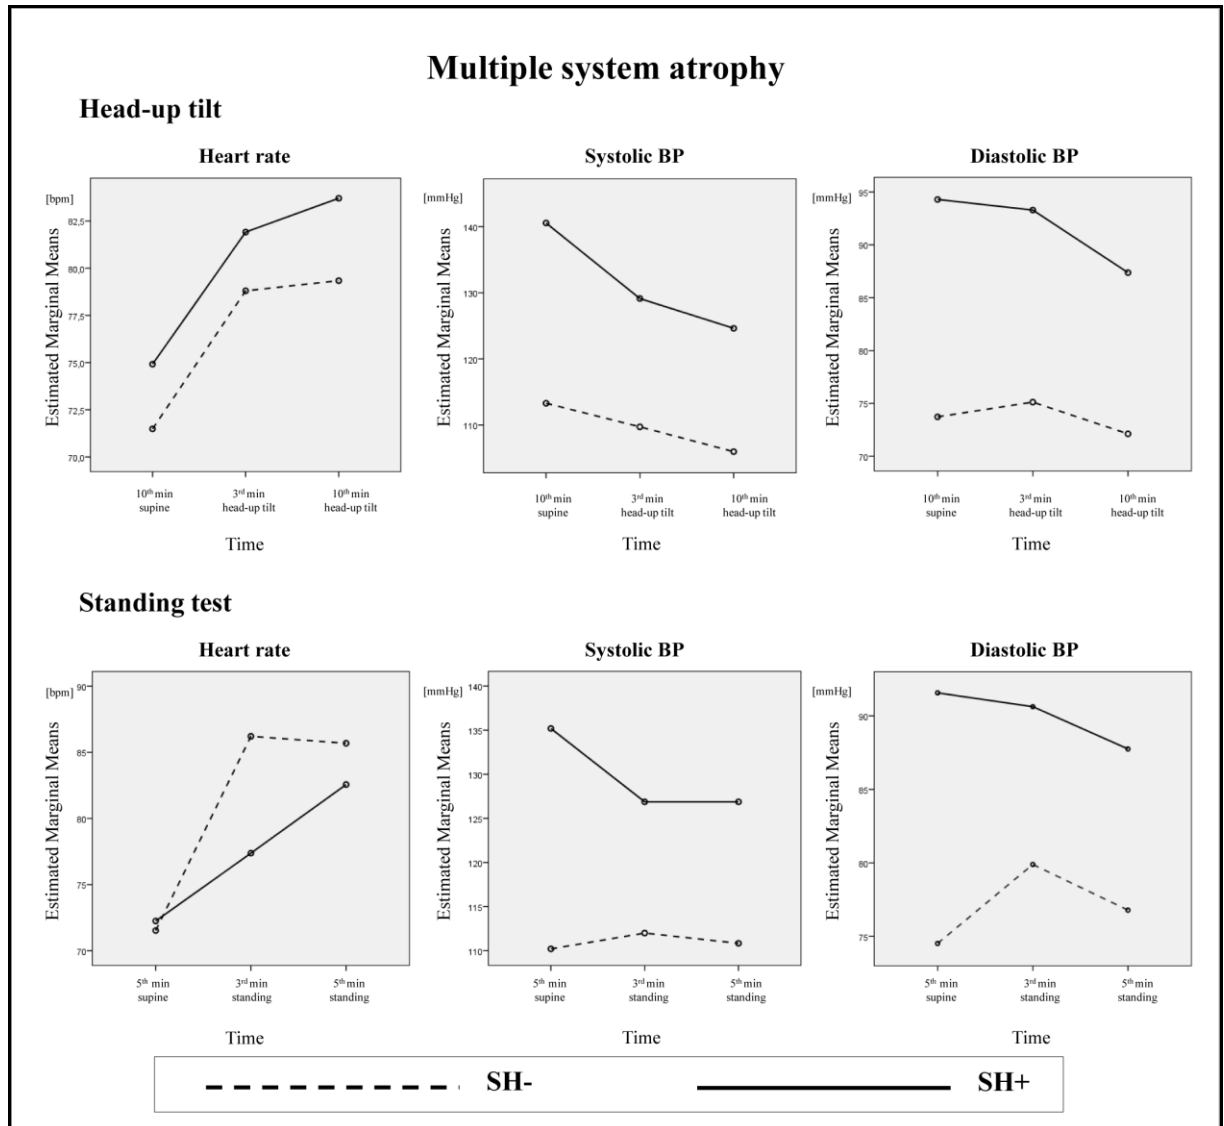 Multiple system atrophy
Head-up tilt
Heart rate
[bpm]
Estimated Marginal Means
82,5
80,0
77,5
75,0
72,5
70,0
10th min
supine
3rd min
head-up tilt
10th min
head-up tilt
Time
Systolic BP
[mmHg]
Estimated Marginal Means
140
130
120
110
10th min
supine
3rd min
head-up tilt
10th min
head-up tilt
Time
Diastolic BP
[mmHg]
Estimated Marginal Means
95
90
85
80
75
70
10th min
supine
3rd min
head-up tilt
10th min
head-up tilt
Time
Standing test
Heart rate
[bpm]
Estimated Marginal Means
90
85
80
75
70
5th min
supine
3rd min
standing
5th min
standing
Time
Systolic BP
[mmHg]
Estimated Marginal Means
140
135
130
125
120
115
110
5th min
supine
3rd min
standing
5th min
standing
Time
Diastolic BP
[mmHg]
Estimated Marginal Means
90
85
80
75
5th min
supine
3rd min
standing
5th min
standing
Time
SH-
SH+